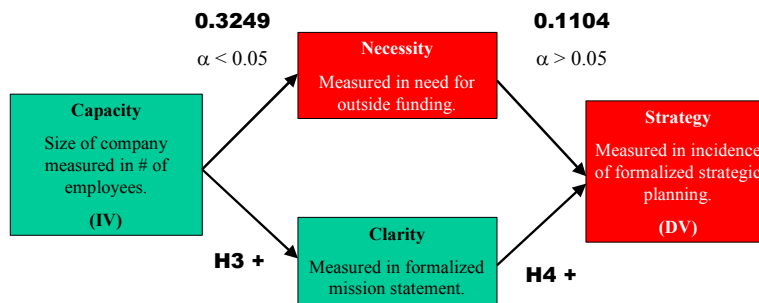 0.3249
α < 0.05
Necessity
Measured in need for
outside funding.
0.1104
α > 0.05
Capacity
Size of company
measured in # of
employees.
(IV)
Strategy
Measured in incidence
of formalized strategic
planning.
(DV)
H3 +
Clarity
Measured in formalized
mission statement.
H4 +